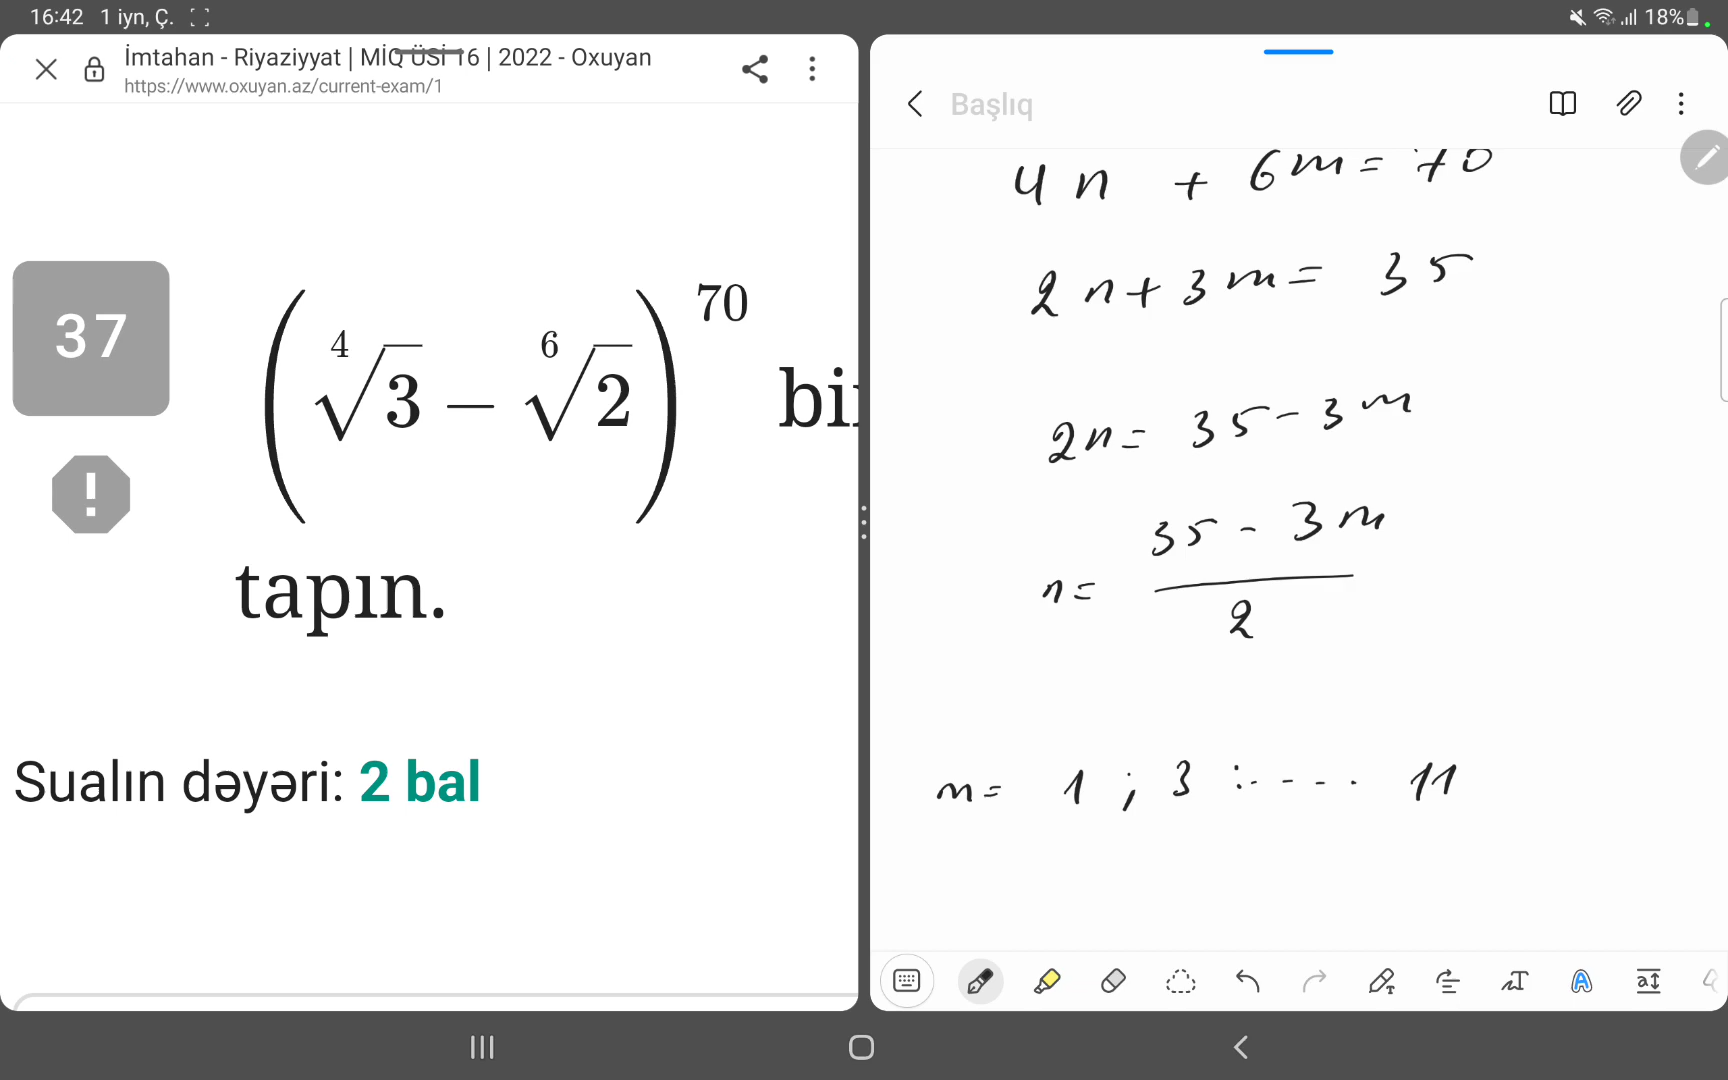 16:42 1 iyn, Ç. 18%
İmtahan - Riyaziyyat | MİQ ÜSİ 16 | 2022 - Oxuyan
https://www.oxuyan.az/current-exam/1
37
(⁴√3 − ⁶√2)⁷⁰
tapın.
Sualın dəyəri: 2 bal
Başlıq
4n + 6m = 70
2n + 3m = 35
2n = 35 - 3m
n = (35 - 3m)/2
m = 1 ; 3 : - - - . 11